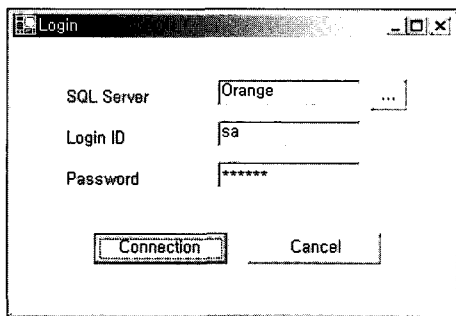 Login
SQL Server Orange ...
Login ID sa
Password ******
Connection Cancel